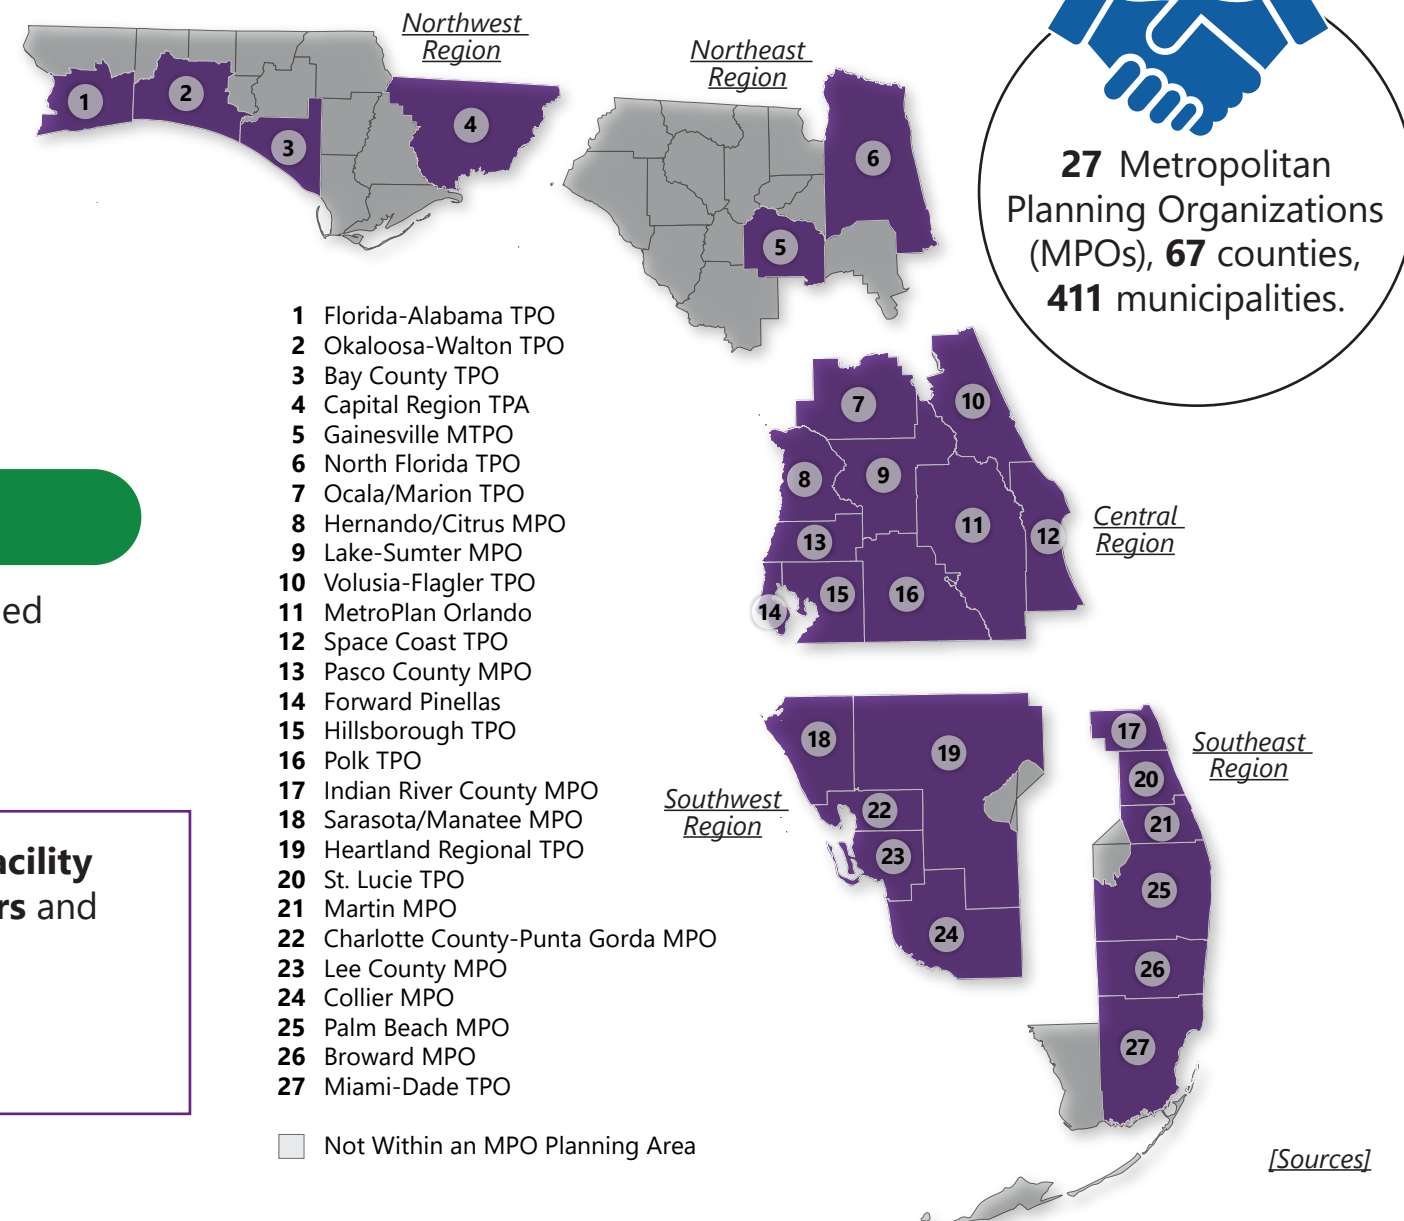 Northwest
Region
Northeast
Region
27 Metropolitan
Planning Organizations
(MPOs), 67 counties,
411 municipalities.
1
2
3
4
5
6
1 Florida-Alabama TPO
2 Okaloosa-Walton TPO
3 Bay County TPO
4 Capital Region TPA
5 Gainesville MTPO
6 North Florida TPO
7 Ocala/Marion TPO
8 Hernando/Citrus MPO
9 Lake-Sumter MPO
10 Volusia-Flagler TPO
11 MetroPlan Orlando
12 Space Coast TPO
13 Pasco County MPO
14 Forward Pinellas
15 Hillsborough TPO
16 Polk TPO
17 Indian River County MPO
18 Sarasota/Manatee MPO
19 Heartland Regional TPO
20 St. Lucie TPO
21 Martin MPO
22 Charlotte County-Punta Gorda MPO
23 Lee County MPO
24 Collier MPO
25 Palm Beach MPO
26 Broward MPO
27 Miami-Dade TPO
Not Within an MPO Planning Area
7
10
8
9
11
12
13
14
15
16
Central
Region
18
19
22
23
24
Southwest
Region
17
20
21
25
26
27
Southeast
Region
ed
acility
rs and
[Sources]